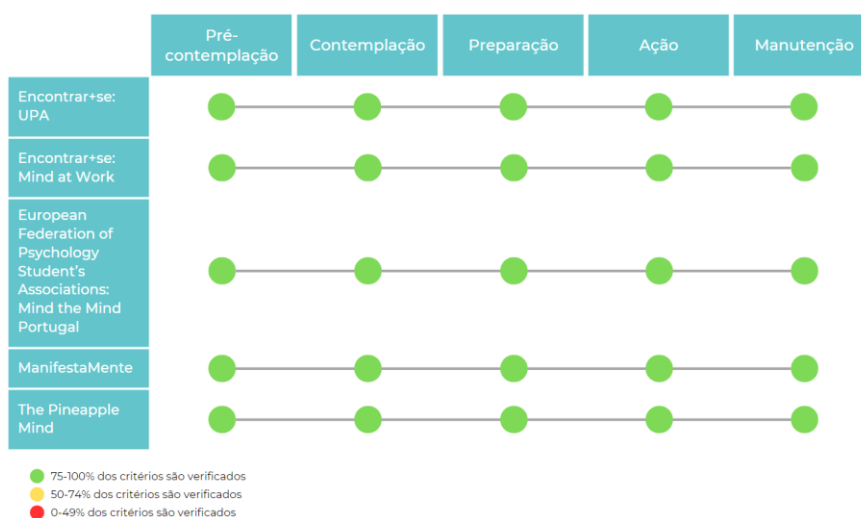 Pré-
contemplação
Contemplação
Preparação
Ação
Manutenção
Encontrar+se:
UPA
Encontrar+se:
Mind at Work
European
Federation of
Psychology
Student's
Associations:
Mind the Mind
Portugal
ManifestaMente
The Pineapple
Mind
75-100% dos critérios são verificados
50-74% dos critérios são verificados
0-49% dos critérios são verificados